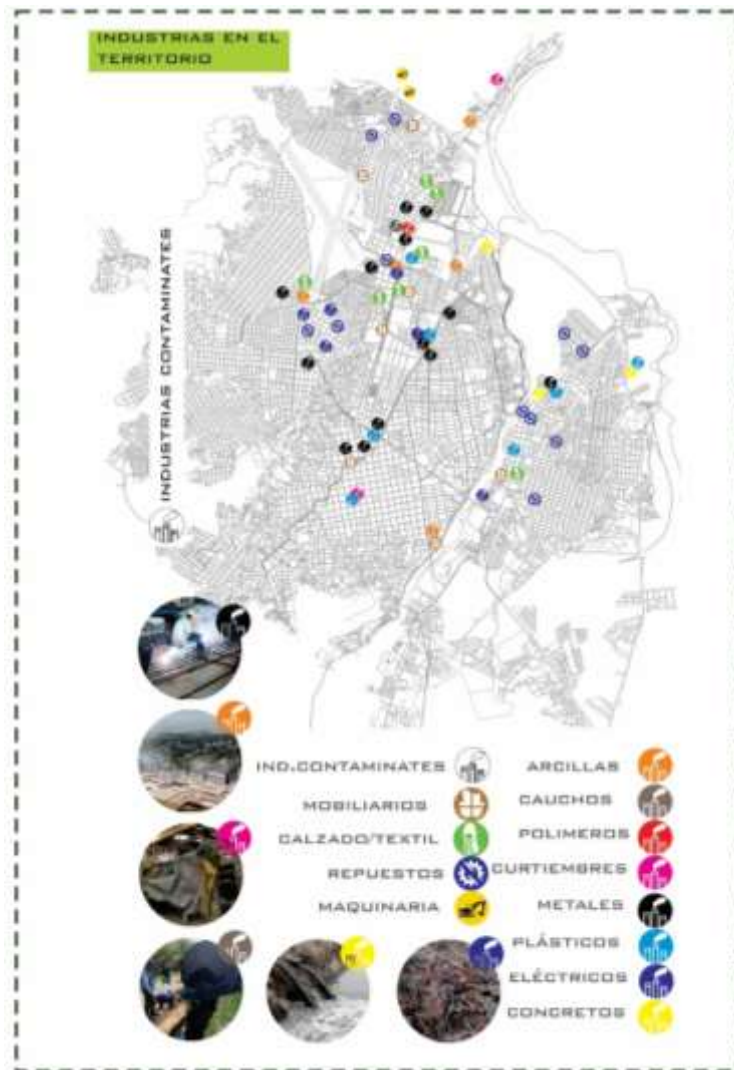 INDUSTRIAS EN EL
TERRITORIO
INDUSTRIAS CONTAMINATES
IND.CONTAMINATES
MOBILIARIOS
CALZADO/TEXTIL
REPUESTOS
MAQUINARIA
ARCILLAS
CAUCHOS
POLIMEROS
CURTIEMBRES
METALES
PLÁSTICOS
ELÉCTRICOS
CONCRETOS